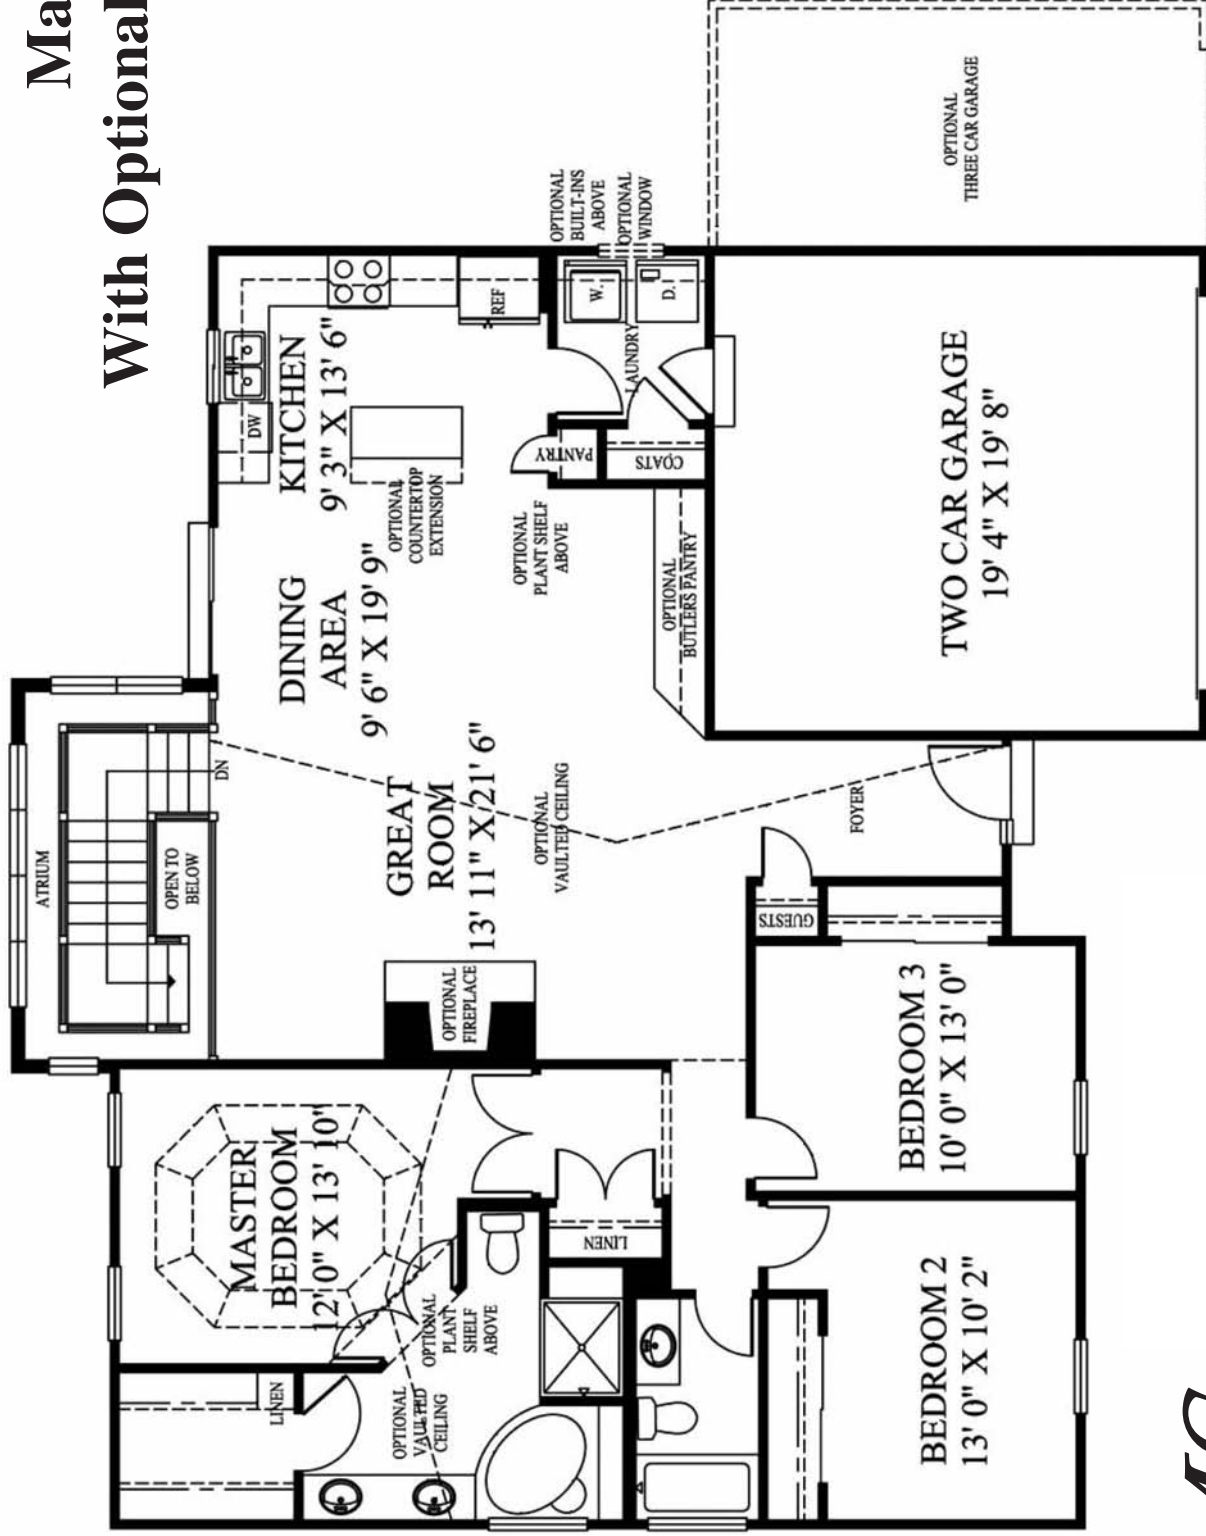 Ma
With Optional
ATRIUM
OPEN TO
BELOW
DN
DW
KITCHEN
9' 3" X 13' 6"
REF
OPTIONAL
COUNTERTOP
EXTENSION
DINING
AREA
9' 6" X 19' 9"
GREAT
ROOM
13' 11" X 21' 6"
OPTIONAL
VAULTED CEILING
OPTIONAL
FIREPLACE
OPTIONAL
PLANT SHELF
ABOVE
PANTRY
COATS
LAUNDRY
W.
D.
OPTIONAL
BUILT-INS
ABOVE
OPTIONAL
WINDOW
OPTIONAL
BUTLERS PANTRY
OPTIONAL
THREE CAR GARAGE
TWO CAR GARAGE
19' 4" X 19' 8"
FOYER
GUESTS
MASTER
BEDROOM
12' 0" X 13' 10"
LINEN
OPTIONAL
PLANT
SHELF
ABOVE
OPTIONAL
VAULTED
CEILING
LINEN
BEDROOM 3
10' 0" X 13' 0"
BEDROOM 2
13' 0" X 10' 2"